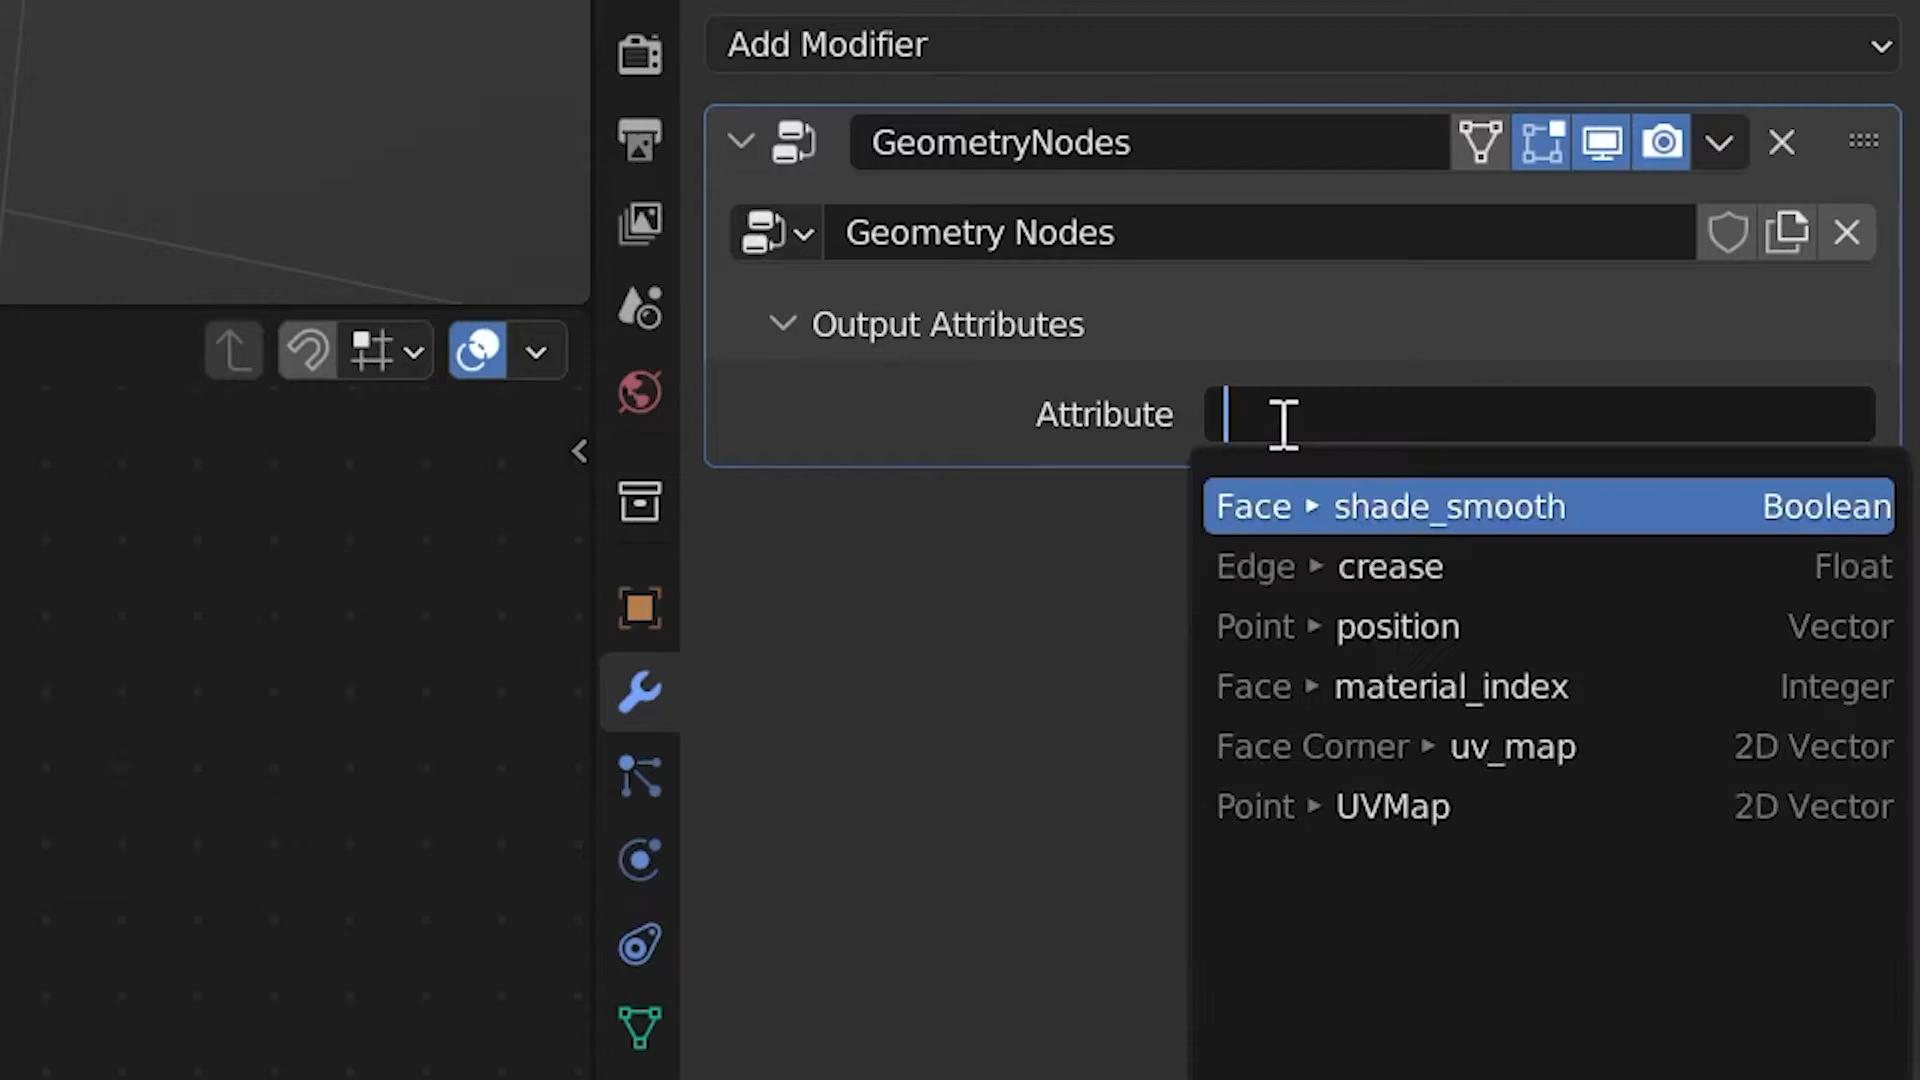 Add Modifier
GeometryNodes
Geometry Nodes
Output Attributes
Attribute
Face ▸ shade_smooth Boolean
Edge ▸ crease Float
Point ▸ position Vector
Face ▸ material_index Integer
Face Corner ▸ uv_map 2D Vector
Point ▸ UVMap 2D Vector